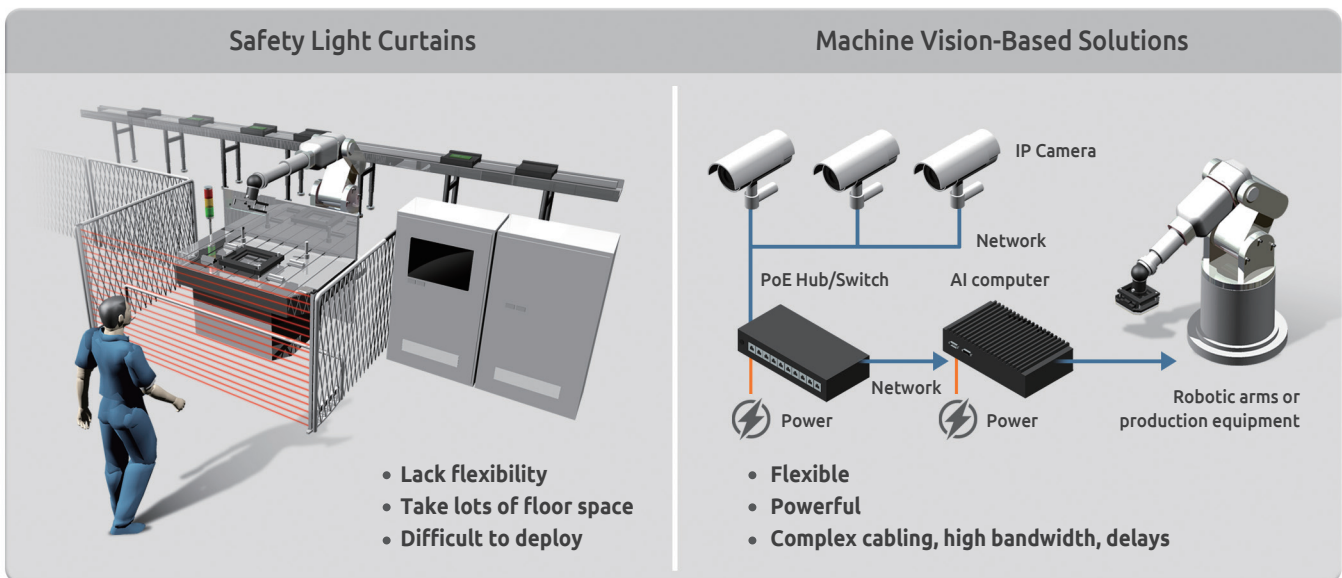 Safety Light Curtains
Machine Vision-Based Solutions
• Lack flexibility
• Take lots of floor space
• Difficult to deploy
IP Camera
Network
PoE Hub/Switch
AI computer
Network
Power
Power
Robotic arms or
production equipment
• Flexible
• Powerful
• Complex cabling, high bandwidth, delays